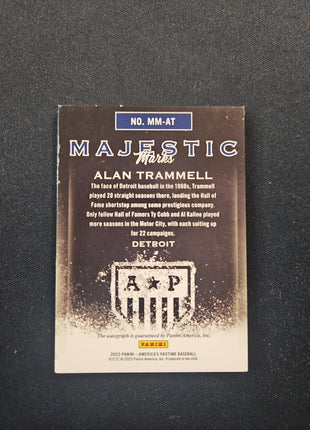 NO. MM-AT
MAJESTIC
Marks
ALAN TRAMMELL
The face of Detroit baseball in the 1980s, Trammell
played 20 straight seasons there, landing the Hall of
Fame shortstop among some prestigious company.
Only follow Hall of Famers Ty Cobb and Al Kaline played
more seasons in the Motor City, with each suiting up
for 22 campaigns.
DETROIT
A★P
The autograph is guaranteed by Panini America, Inc.
PANINI
2023 PANINI – AMERICA'S PASTIME BASEBALL
© 2023 Panini America, Inc. Produced in the USA.